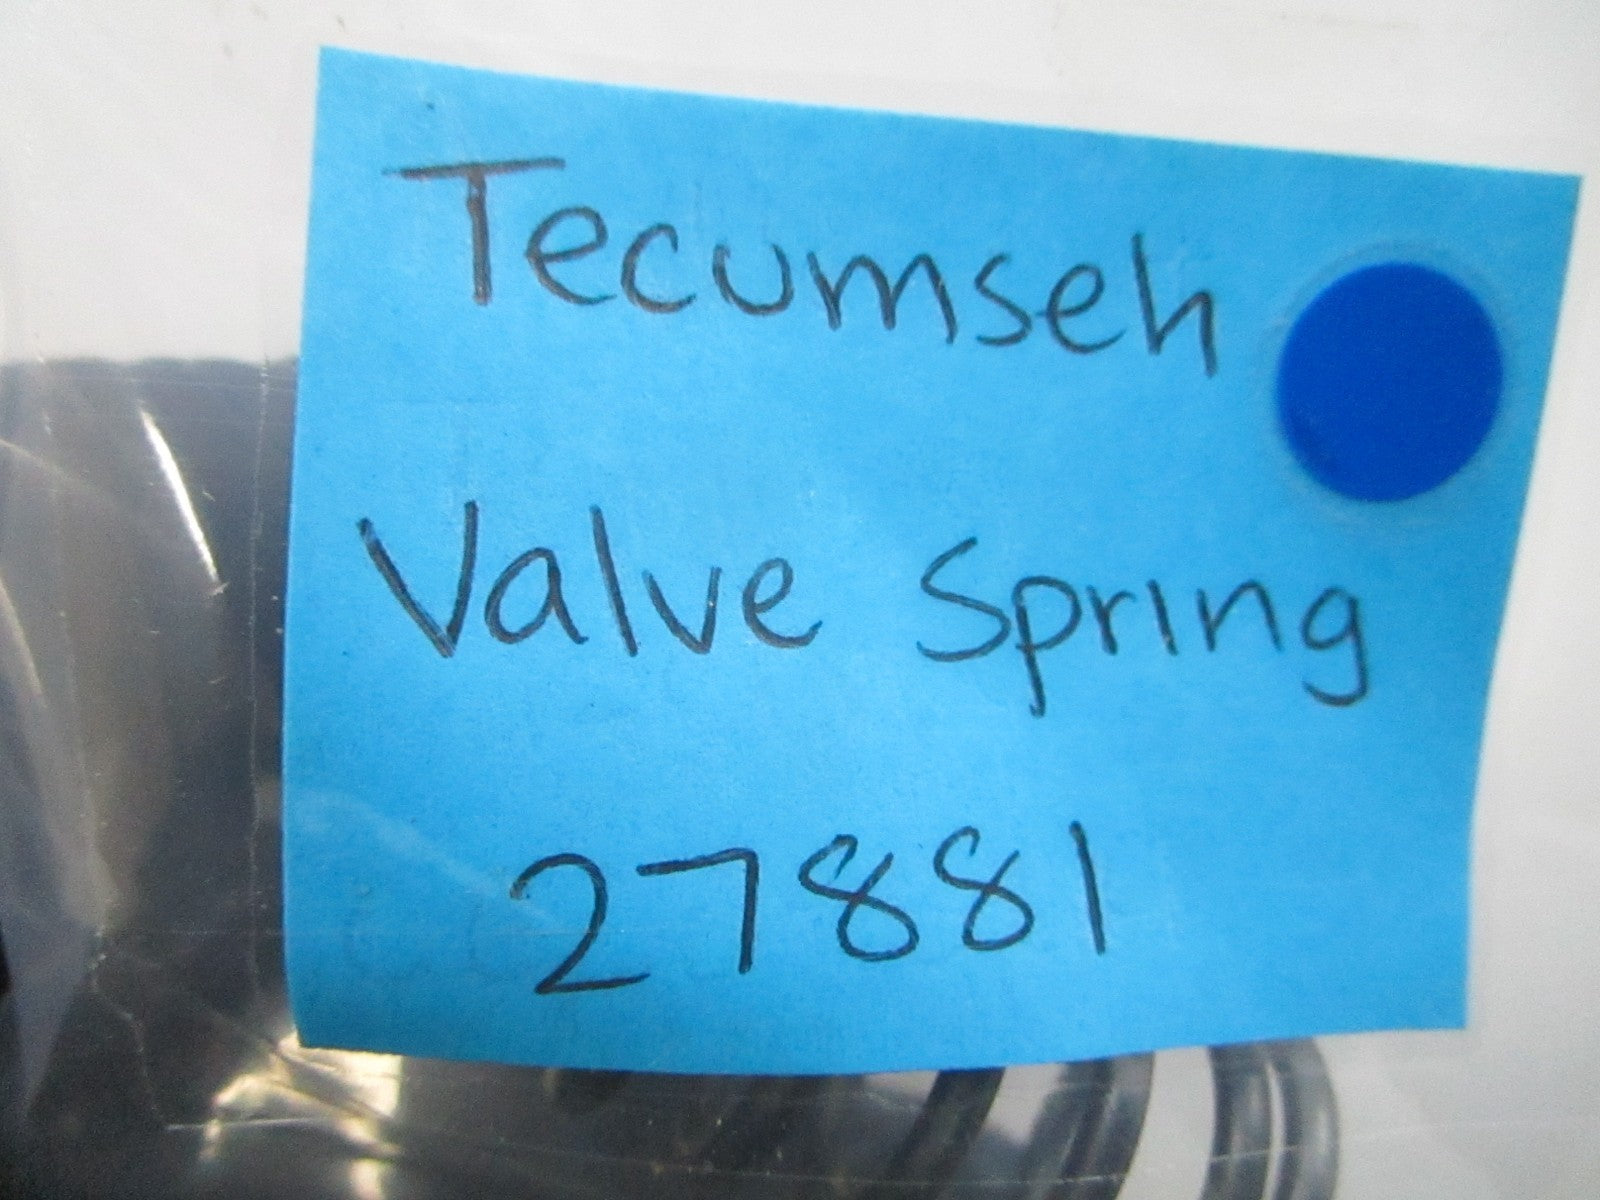 Tecumseh
Valve Spring
27881